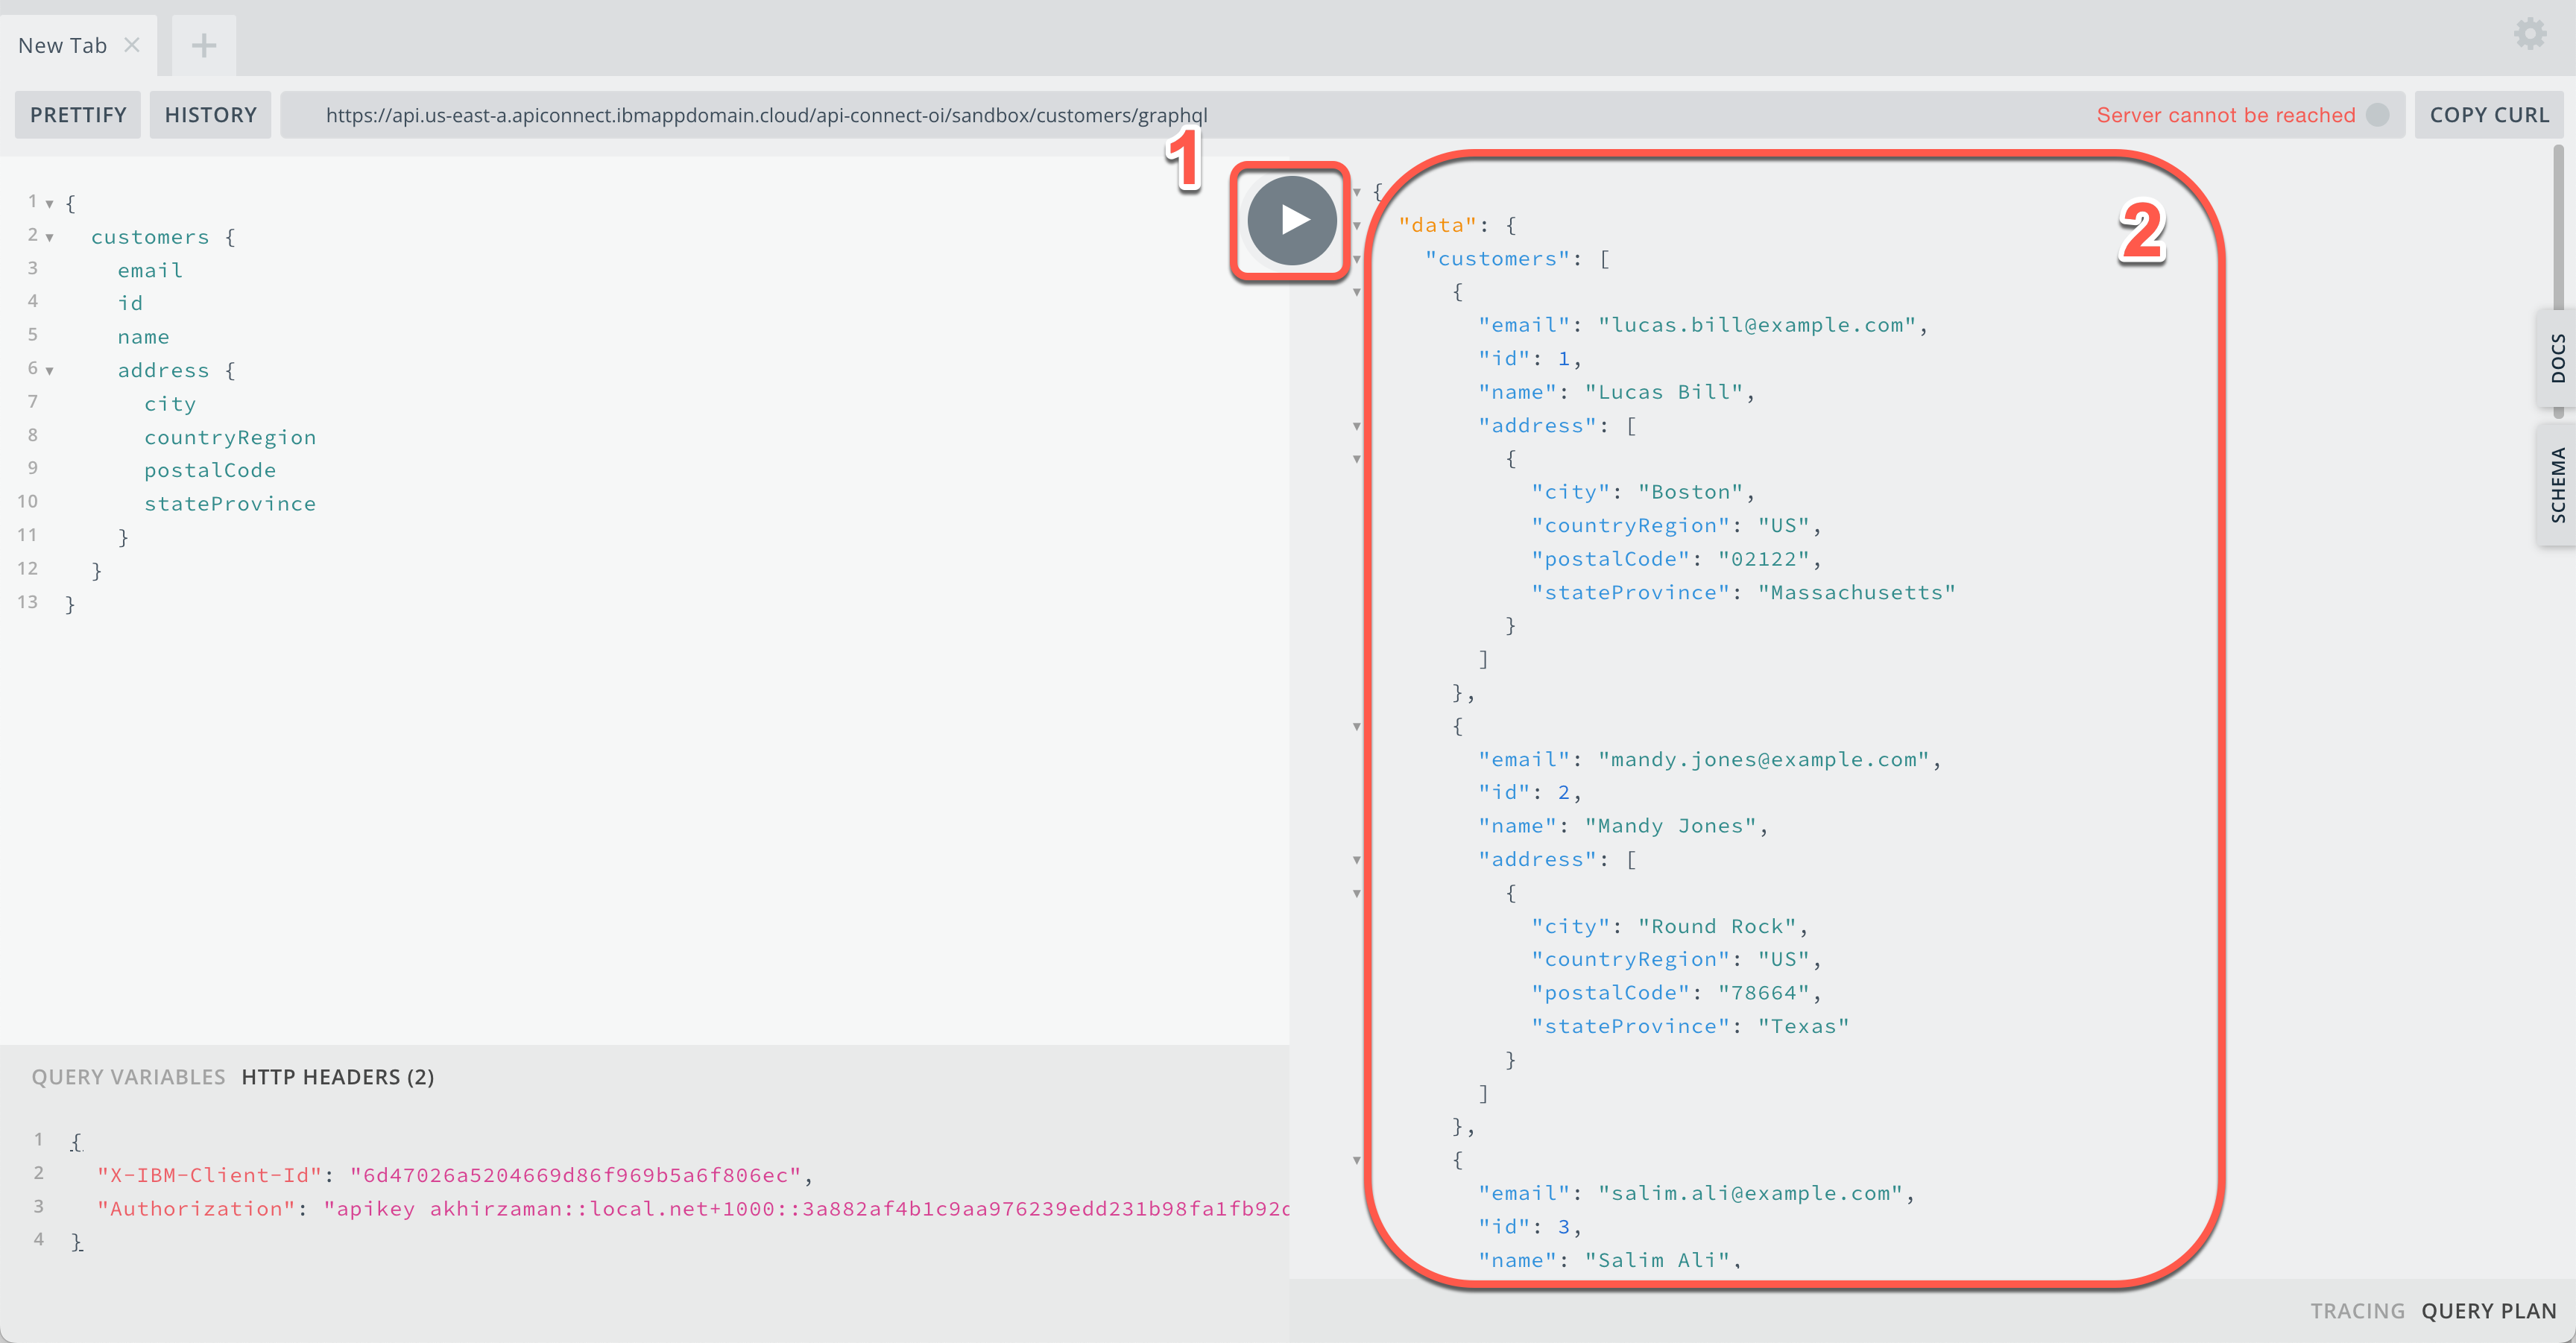 New Tab
PRETTIFY HISTORY https://api.us-east-a.apiconnect.ibmappdomain.cloud/api-connect-oi/sandbox/customers/graphql Server cannot be reached COPY CURL
1 {
2 customers {
3 email
4 id
5 name
6 address {
7 city
8 countryRegion
9 postalCode
10 stateProvince
11 }
12 }
13 }
QUERY VARIABLES HTTP HEADERS (2)
1 {
2 "X-IBM-Client-Id": "6d47026a5204669d86f969b5a6f806ec",
3 "Authorization": "apikey akhirzaman::local.net+1000::3a882af4b1c9aa976239edd231b98fa1fb92c
4 }
1
2
{
"data": {
"customers": [
{
"email": "lucas.bill@example.com",
"id": 1,
"name": "Lucas Bill",
"address": [
{
"city": "Boston",
"countryRegion": "US",
"postalCode": "02122",
"stateProvince": "Massachusetts"
}
]
},
{
"email": "mandy.jones@example.com",
"id": 2,
"name": "Mandy Jones",
"address": [
{
"city": "Round Rock",
"countryRegion": "US",
"postalCode": "78664",
"stateProvince": "Texas"
}
]
},
{
"email": "salim.ali@example.com",
"id": 3,
"name": "Salim Ali",
DOCS
SCHEMA
TRACING QUERY PLAN